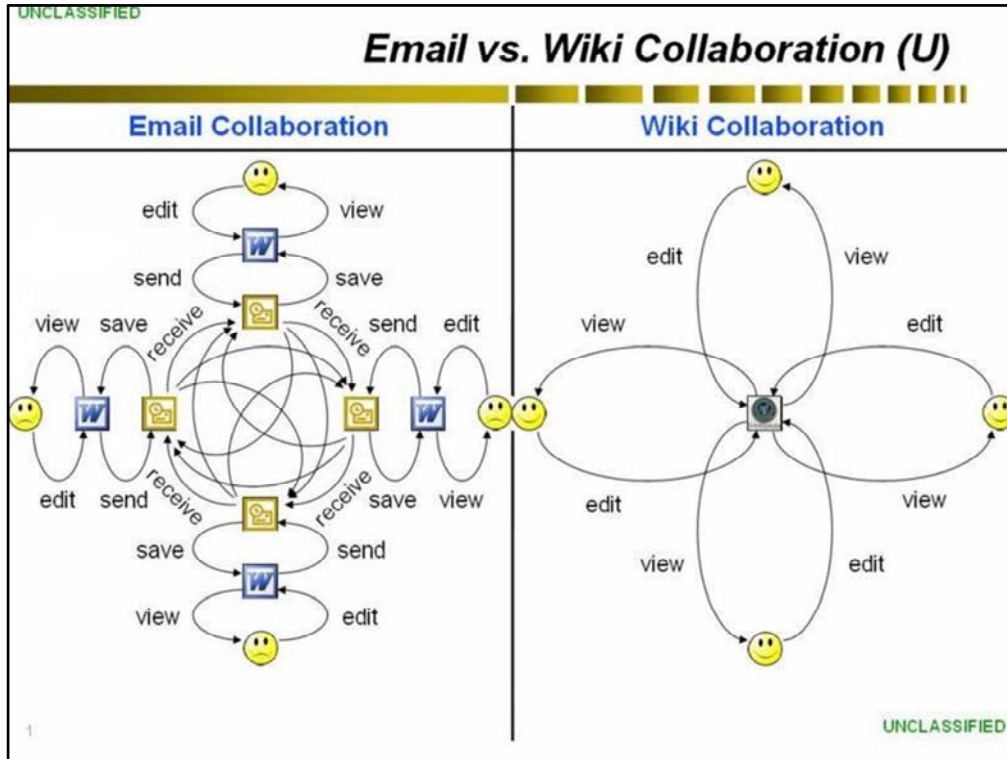 UNCLASSIFIED
Email vs. Wiki Collaboration (U)
Email Collaboration
edit
view
W
send
save
receive
receive
view
save
send
edit
W
W
edit
send
receive
receive
save
view
save
send
W
view
edit
Wiki Collaboration
edit
view
view
edit
edit
view
view
edit
1
UNCLASSIFIED